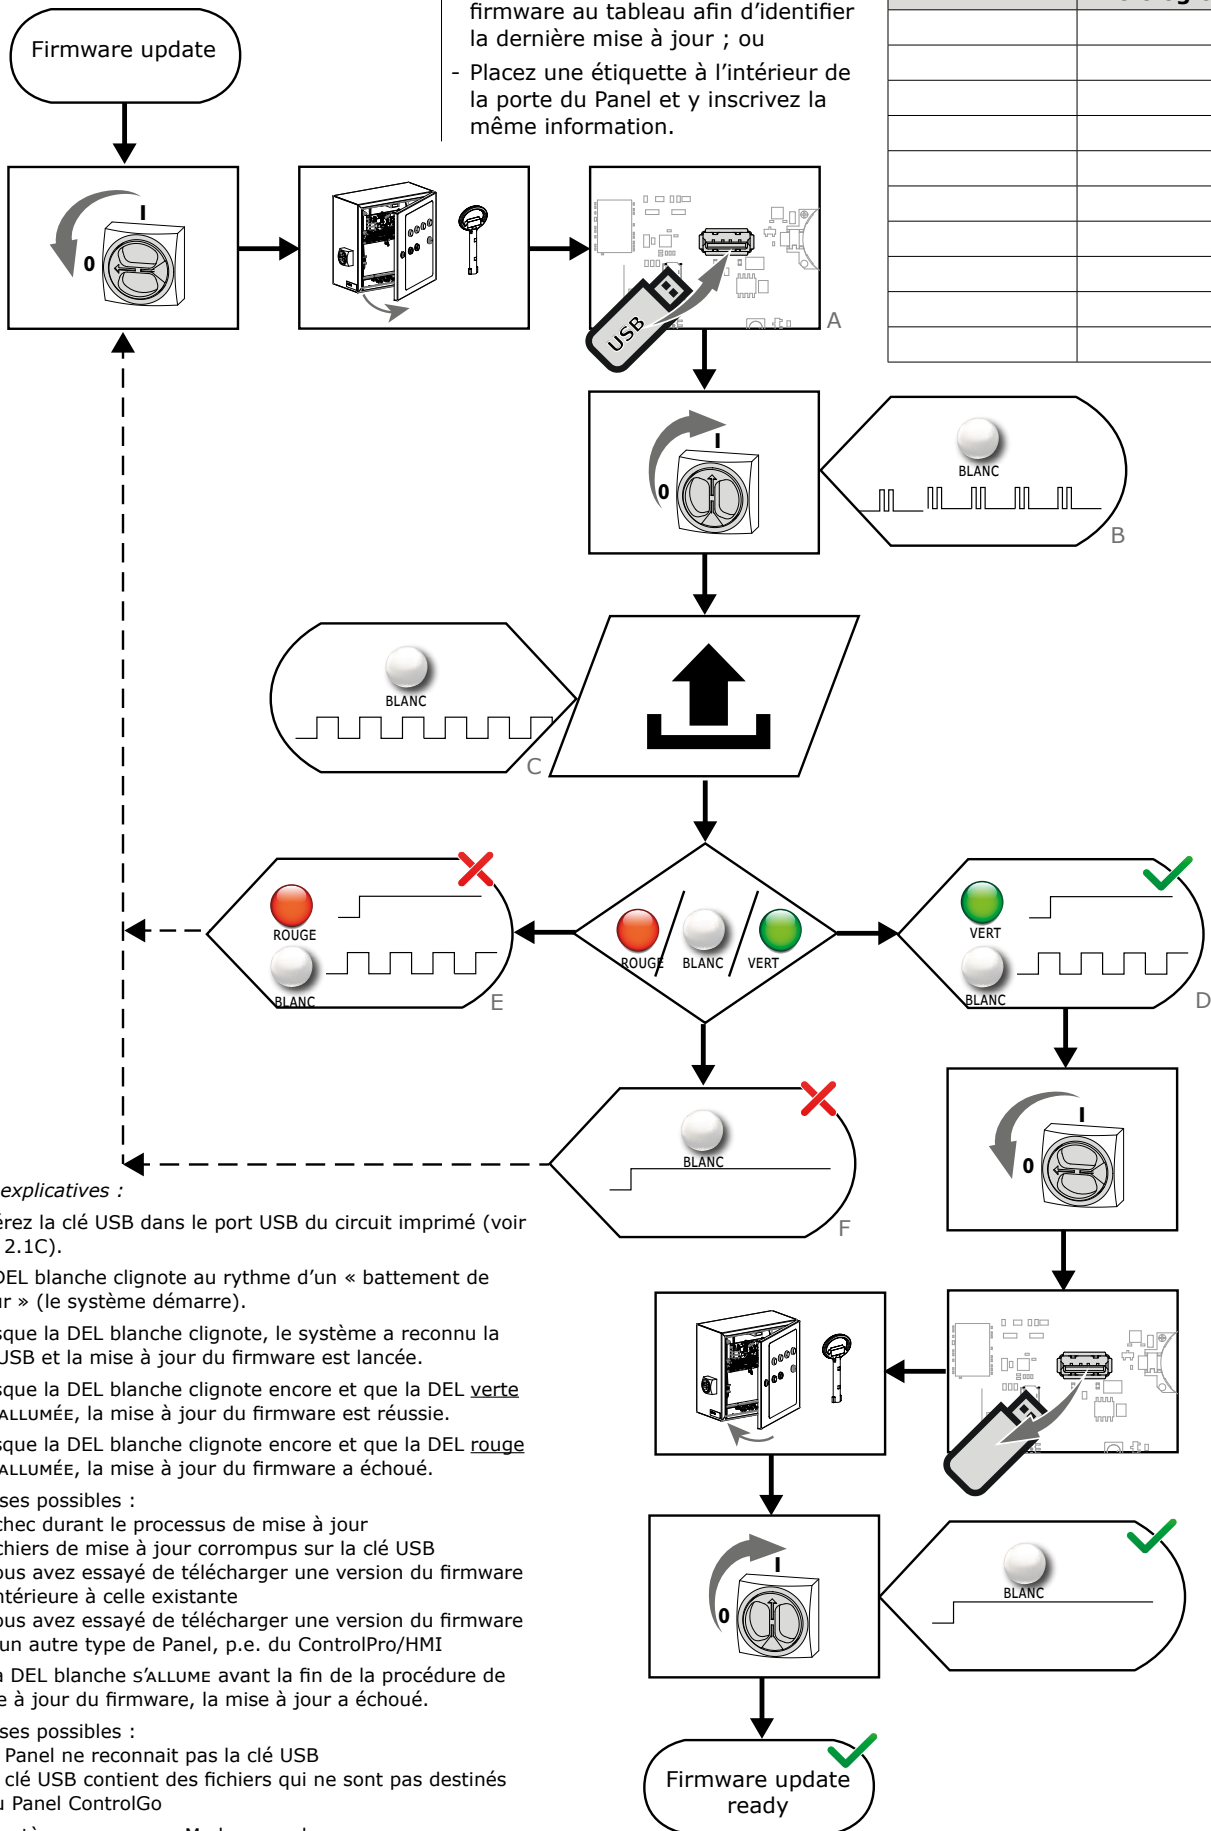 firmware au tableau afin d’identifier
la dernière mise à jour ; ou
- Placez une étiquette à l’intérieur de
la porte du Panel et y inscrivez la
même information.
Firmware update
I
0
USB
A
I
0
BLANC
B
BLANC
C
ROUGE
BLANC
E
ROUGE
BLANC
VERT
VERT
BLANC
D
BLANC
F
I
0
I
0
BLANC
Firmware update
ready
explicatives :
érez la clé USB dans le port USB du circuit imprimé (voir
2.1C).
DEL blanche clignote au rythme d’un « battement de
ur » (le système démarre).
sque la DEL blanche clignote, le système a reconnu la
USB et la mise à jour du firmware est lancée.
sque la DEL blanche clignote encore et que la DEL verte
ALLUMÉE, la mise à jour du firmware est réussie.
sque la DEL blanche clignote encore et que la DEL rouge
ALLUMÉE, la mise à jour du firmware a échoué.
ses possibles :
chec durant le processus de mise à jour
chiers de mise à jour corrompus sur la clé USB
ous avez essayé de télécharger une version du firmware
ntérieure à celle existante
ous avez essayé de télécharger une version du firmware
un autre type de Panel, p.e. du ControlPro/HMI
a DEL blanche S’ALLUME avant la fin de la procédure de
e à jour du firmware, la mise à jour a échoué.
ses possibles :
Panel ne reconnait pas la clé USB
clé USB contient des fichiers qui ne sont pas destinés
u Panel ControlGo